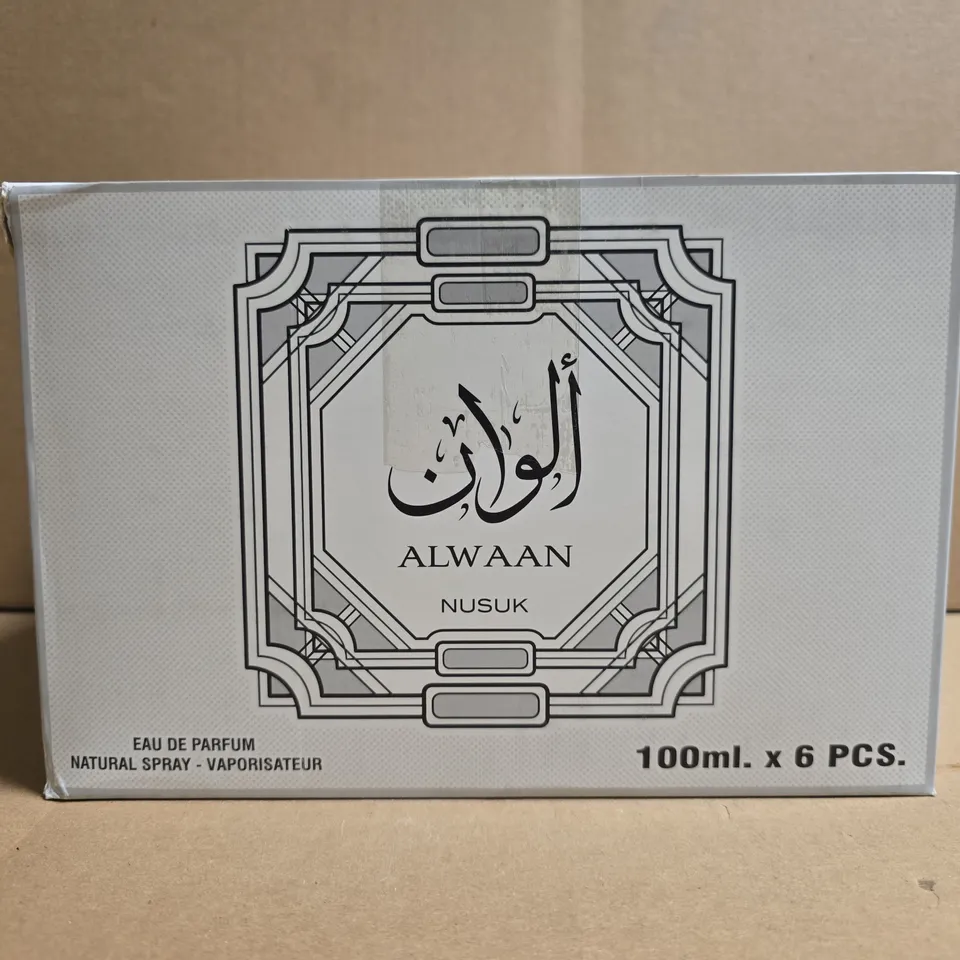 ألوان
ALWAAN
NUSUK
EAU DE PARFUM
NATURAL SPRAY - VAPORISATEUR
100ml. x 6 PCS.